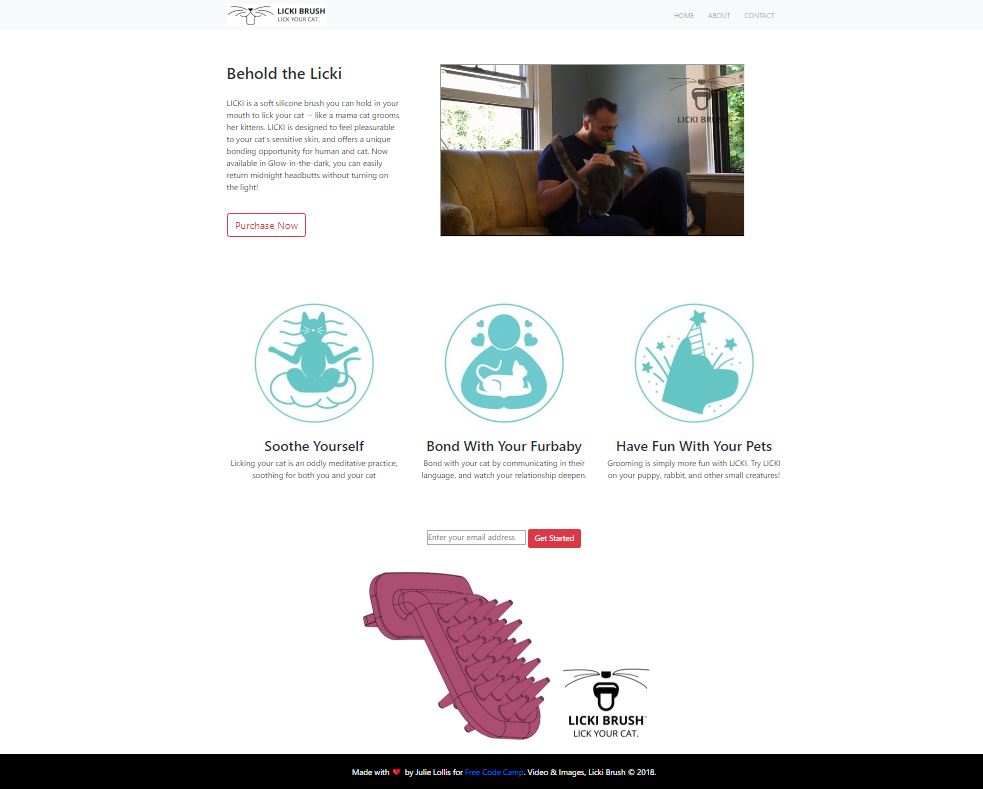 LICKI BRUSH
LICK YOUR CAT.
HOME ABOUT CONTACT
Behold the Licki
LICKI is a soft silicone brush you can hold in your
mouth to lick your cat -- like a mama cat grooms
her kittens. LICKI is designed to feel pleasurable
to your cat's sensitive skin, and offers a unique
bonding opportunity for human and cat. Now
available in Glow-in-the-dark, you can easily
return midnight headbutts without turning on
the light!
Purchase Now
LICKI BRUSH
Soothe Yourself
Licking your cat is an oddly meditative practice,
soothing for both you and your cat
Bond With Your Furbaby
Bond with your cat by communicating in their
language, and watch your relationship deepen.
Have Fun With Your Pets
Grooming is simply more fun with LICKI. Try LICKI
on your puppy, rabbit, and other small creatures!
Enter your email address Get Started
LICKI BRUSH
LICK YOUR CAT.
Made with ❤ by Julie Lollis for Free Code Camp. Video & Images, Licki Brush © 2018.